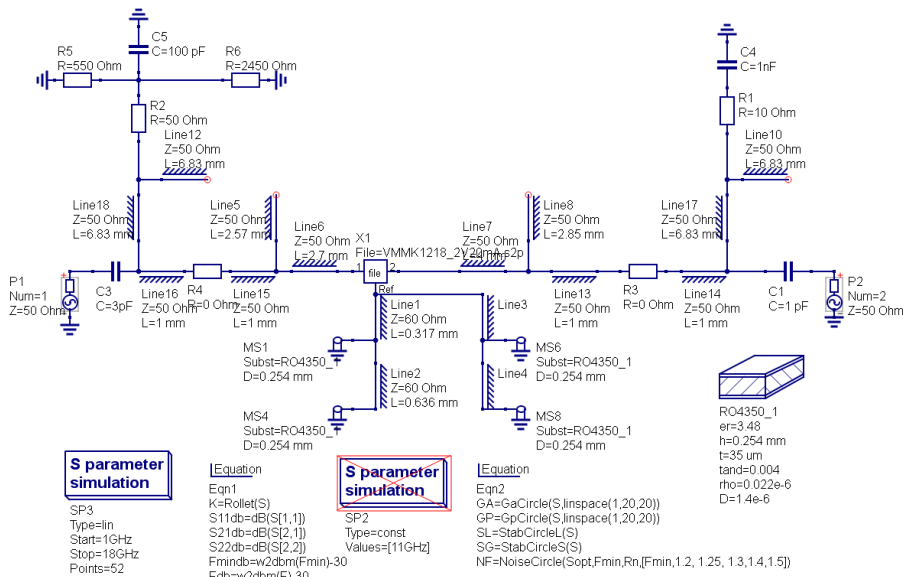 C5
C=100 pF
R5
R=550 Ohm
R6
R=2450 Ohm
C4
C=1nF
R2
R=50 Ohm
R1
R=10 Ohm
Line12
Z=50 Ohm
L=6.83 mm
Line10
Z=50 Ohm
L=6.83 mm
Line18
Z=50 Ohm
L=6.83 mm
Line5
Z=50 Ohm
L=2.57 mm
Line6
Z=50 Ohm
L=2.7 mm
X1
File=VMMK1218_2V20mA.s2p
1
file
2
Ref
Line7
Z=50 Ohm
L=4 mm
Line8
Z=50 Ohm
L=2.85 mm
Line17
Z=50 Ohm
L=6.83 mm
P1
Num=1
Z=50 Ohm
C3
C=3pF
Line16
Z=50 Ohm
L=1 mm
R4
R=0 Ohm
Line15
Z=50 Ohm
L=1 mm
Line13
Z=50 Ohm
L=1 mm
R3
R=0 Ohm
Line14
Z=50 Ohm
L=1 mm
C1
C=1 pF
P2
Num=2
Z=50 Ohm
Line1
Z=60 Ohm
L=0.317 mm
Line3
MS1
Subst=RO4350_1
D=0.254 mm
MS6
Subst=RO4350_1
D=0.254 mm
Line2
Z=60 Ohm
L=0.636 mm
Line4
MS4
Subst=RO4350_1
D=0.254 mm
MS8
Subst=RO4350_1
D=0.254 mm
RO4350_1
er=3.48
h=0.254 mm
t=35 um
tand=0.004
rho=0.022e-6
D=1.4e-6
S parameter
simulation
SP3
Type=lin
Start=1GHz
Stop=18GHz
Points=52
Equation
Eqn1
K=Rollet(S)
S11db=dB(S[1,1])
S21db=dB(S[2,1])
S22db=dB(S[2,2])
Fmindb=w2dbm(Fmin)-30
Fdb=w2dbm(F)-30
S parameter
simulation
SP2
Type=const
Values=[11GHz]
Equation
Eqn2
GA=GaCircle(S,linspace(1,20,20))
GP=GpCircle(S,linspace(1,20,20))
SL=StabCircleL(S)
SG=StabCircleS(S)
NF=NoiseCircle(Sopt,Fmin,Rn,[Fmin,1.2, 1.25, 1.3,1.4,1.5])